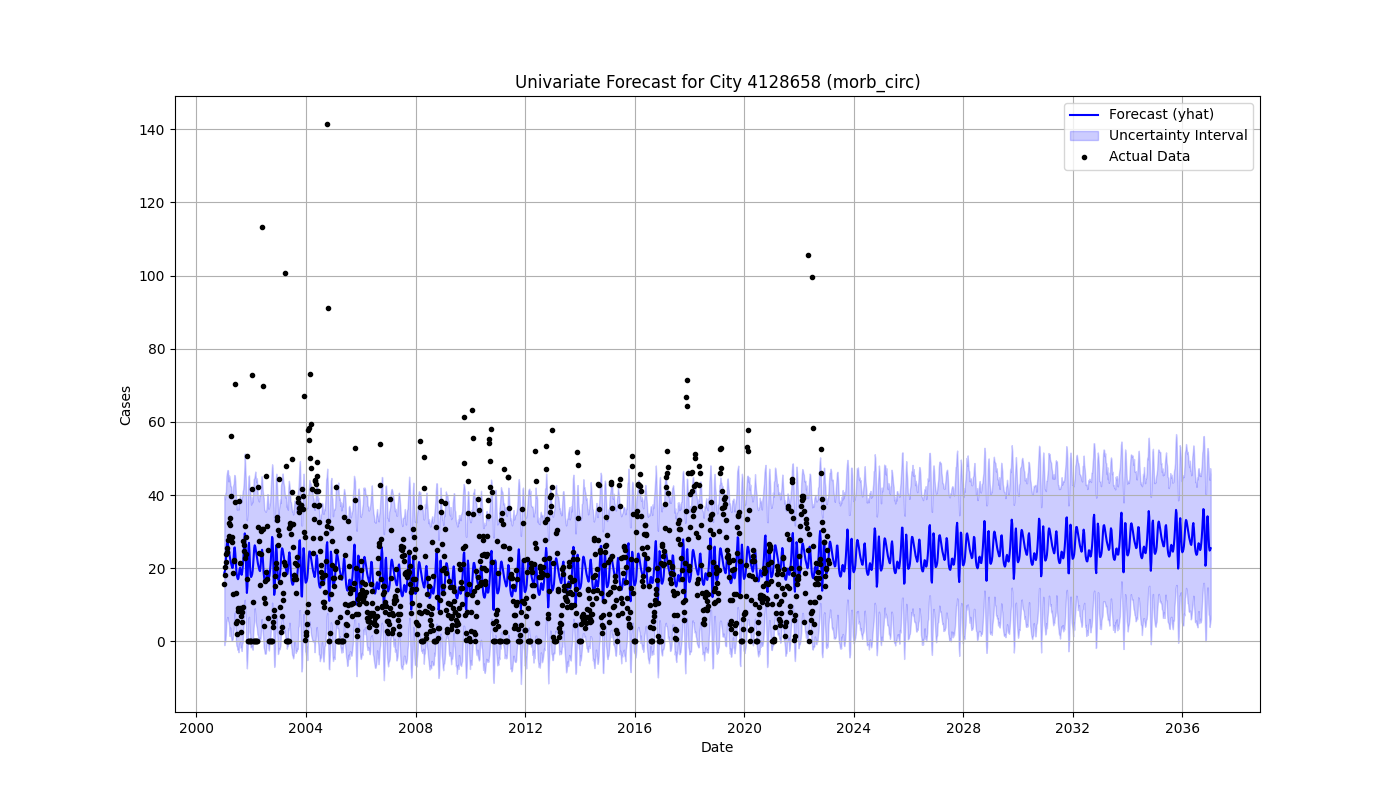 Univariate Forecast for City 4128658 (morb_circ)
Forecast (yhat)
Uncertainty Interval
Actual Data
Cases
140
120
100
80
60
40
20
0
2000 2004 2008 2012 2016 2020 2024 2028 2032 2036
Date